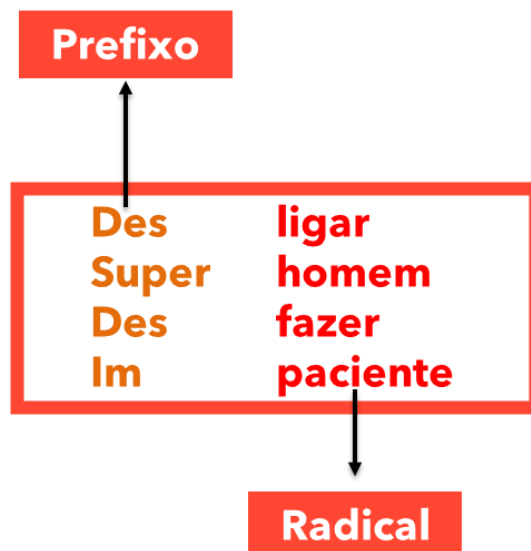 Prefixo
Des ligar
Super homem
Des fazer
Im paciente
Radical